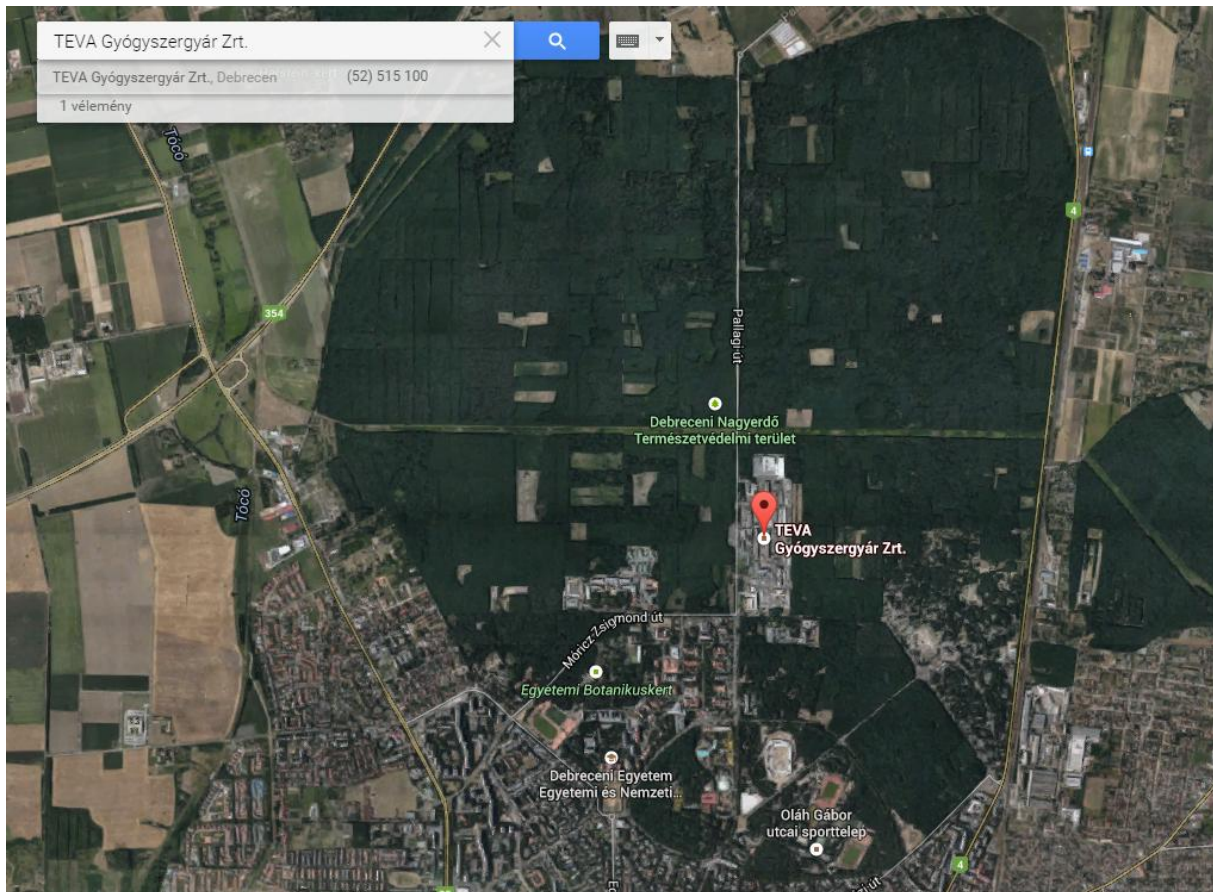 TEVA Gyógyszergyár Zrt.
TEVA Gyógyszergyár Zrt., Debrecen (52) 515 100
1 vélemény
Tócó
4
354
Pallagi út
Debreceni Nagyerdő
Természetvédelmi terület
Tócó
TEVA
Gyógyszergyár Zrt.
Móricz Zsigmond út
Egyetemi Botanikuskert
Debreceni Egyetem
Egyetemi és Nemzeti...
Oláh Gábor
utcai sporttelep
4